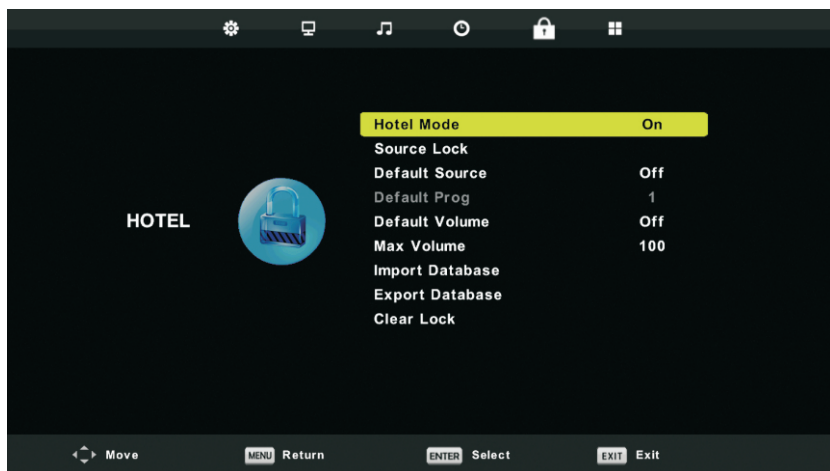 HOTEL
Hotel Mode On
Source Lock
Default Source Off
Default Prog 1
Default Volume Off
Max Volume 100
Import Database
Export Database
Clear Lock
Move MENU Return ENTER Select EXIT Exit